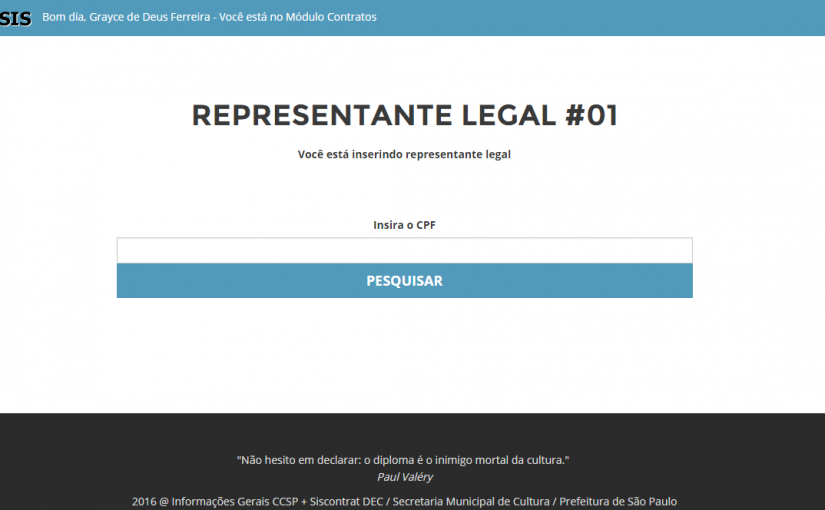 SIS Bom dia, Grayce de Deus Ferreira - Você está no Módulo Contratos
REPRESENTANTE LEGAL #01
Você está inserindo representante legal
Insira o CPF
PESQUISAR
"Não hesito em declarar: o diploma é o inimigo mortal da cultura."
Paul Valéry
2016 @ Informações Gerais CCSP + Siscontrat DEC / Secretaria Municipal de Cultura / Prefeitura de São Paulo